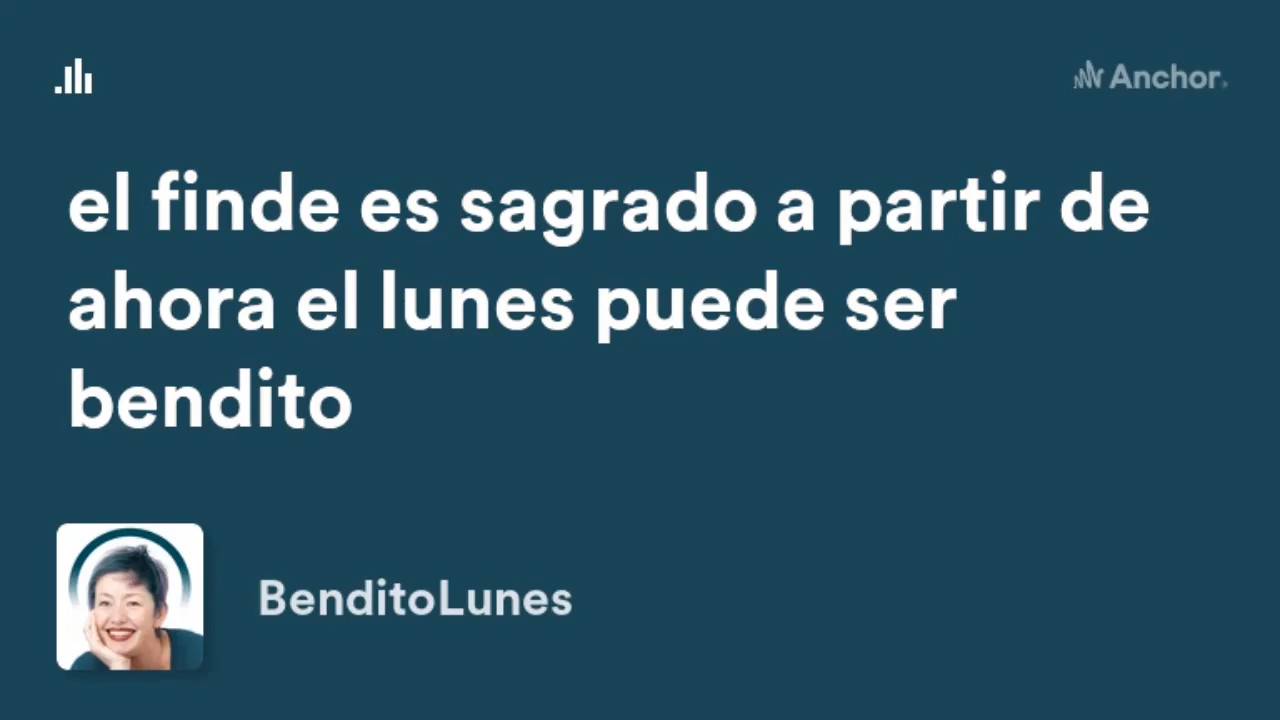 Anchor
el finde es sagrado a partir de
ahora el lunes puede ser
bendito
BenditoLunes